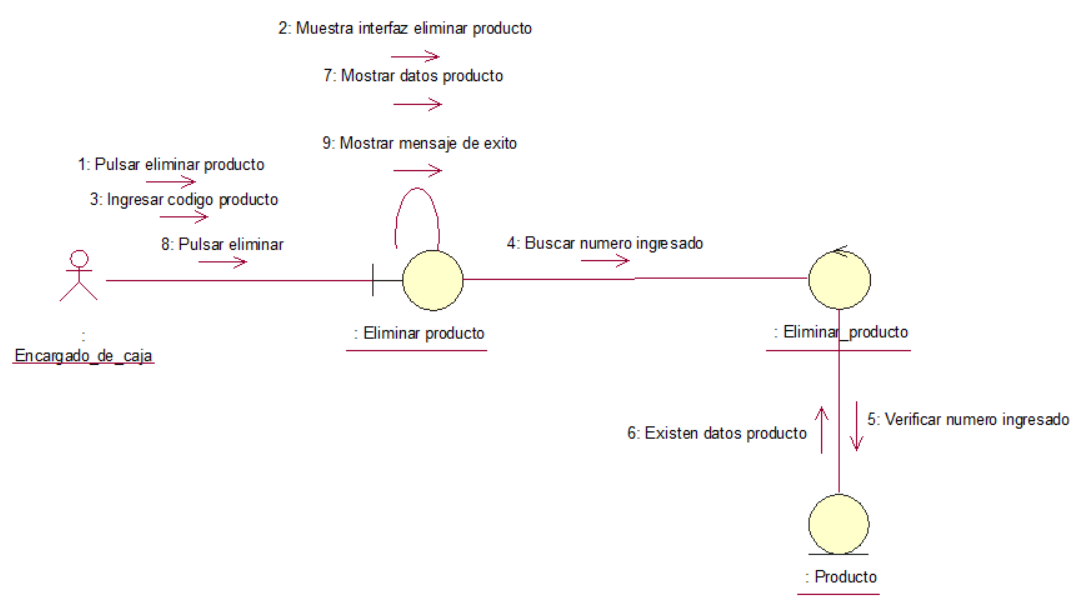 2: Muestra interfaz eliminar producto
7: Mostrar datos producto
9: Mostrar mensaje de exito
1: Pulsar eliminar producto
3: Ingresar codigo producto
8: Pulsar eliminar
4: Buscar numero ingresado
: Eliminar producto
: Eliminar_producto
:
Encargado_de_caja
5: Verificar numero ingresado
6: Existen datos producto
: Producto